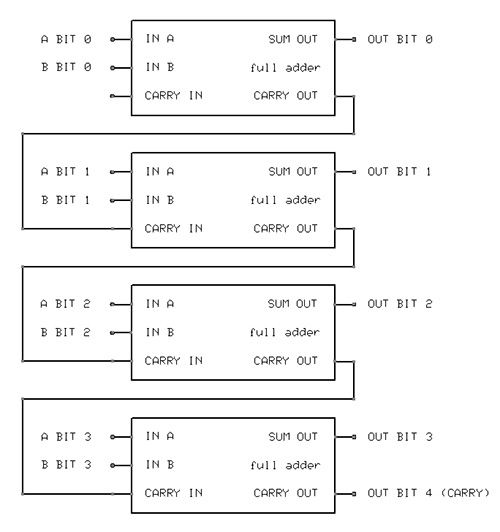 A BIT 0 IN A SUM OUT OUT BIT 0
B BIT 0 IN B full adder
CARRY IN CARRY OUT
A BIT 1 IN A SUM OUT OUT BIT 1
B BIT 1 IN B full adder
CARRY IN CARRY OUT
A BIT 2 IN A SUM OUT OUT BIT 2
B BIT 2 IN B full adder
CARRY IN CARRY OUT
A BIT 3 IN A SUM OUT OUT BIT 3
B BIT 3 IN B full adder
CARRY IN CARRY OUT OUT BIT 4 (CARRY)